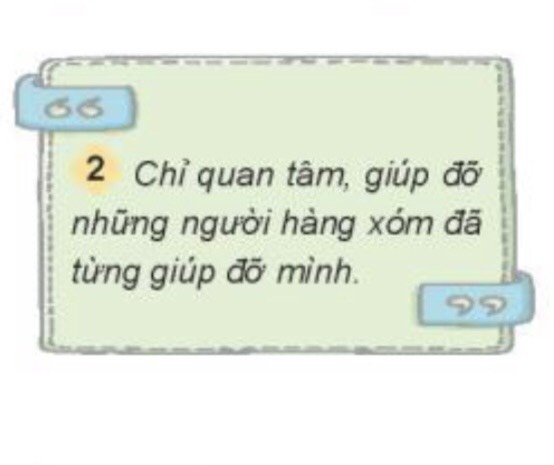 2 Chỉ quan tâm, giúp đỡ
những người hàng xóm đã
từng giúp đỡ mình.